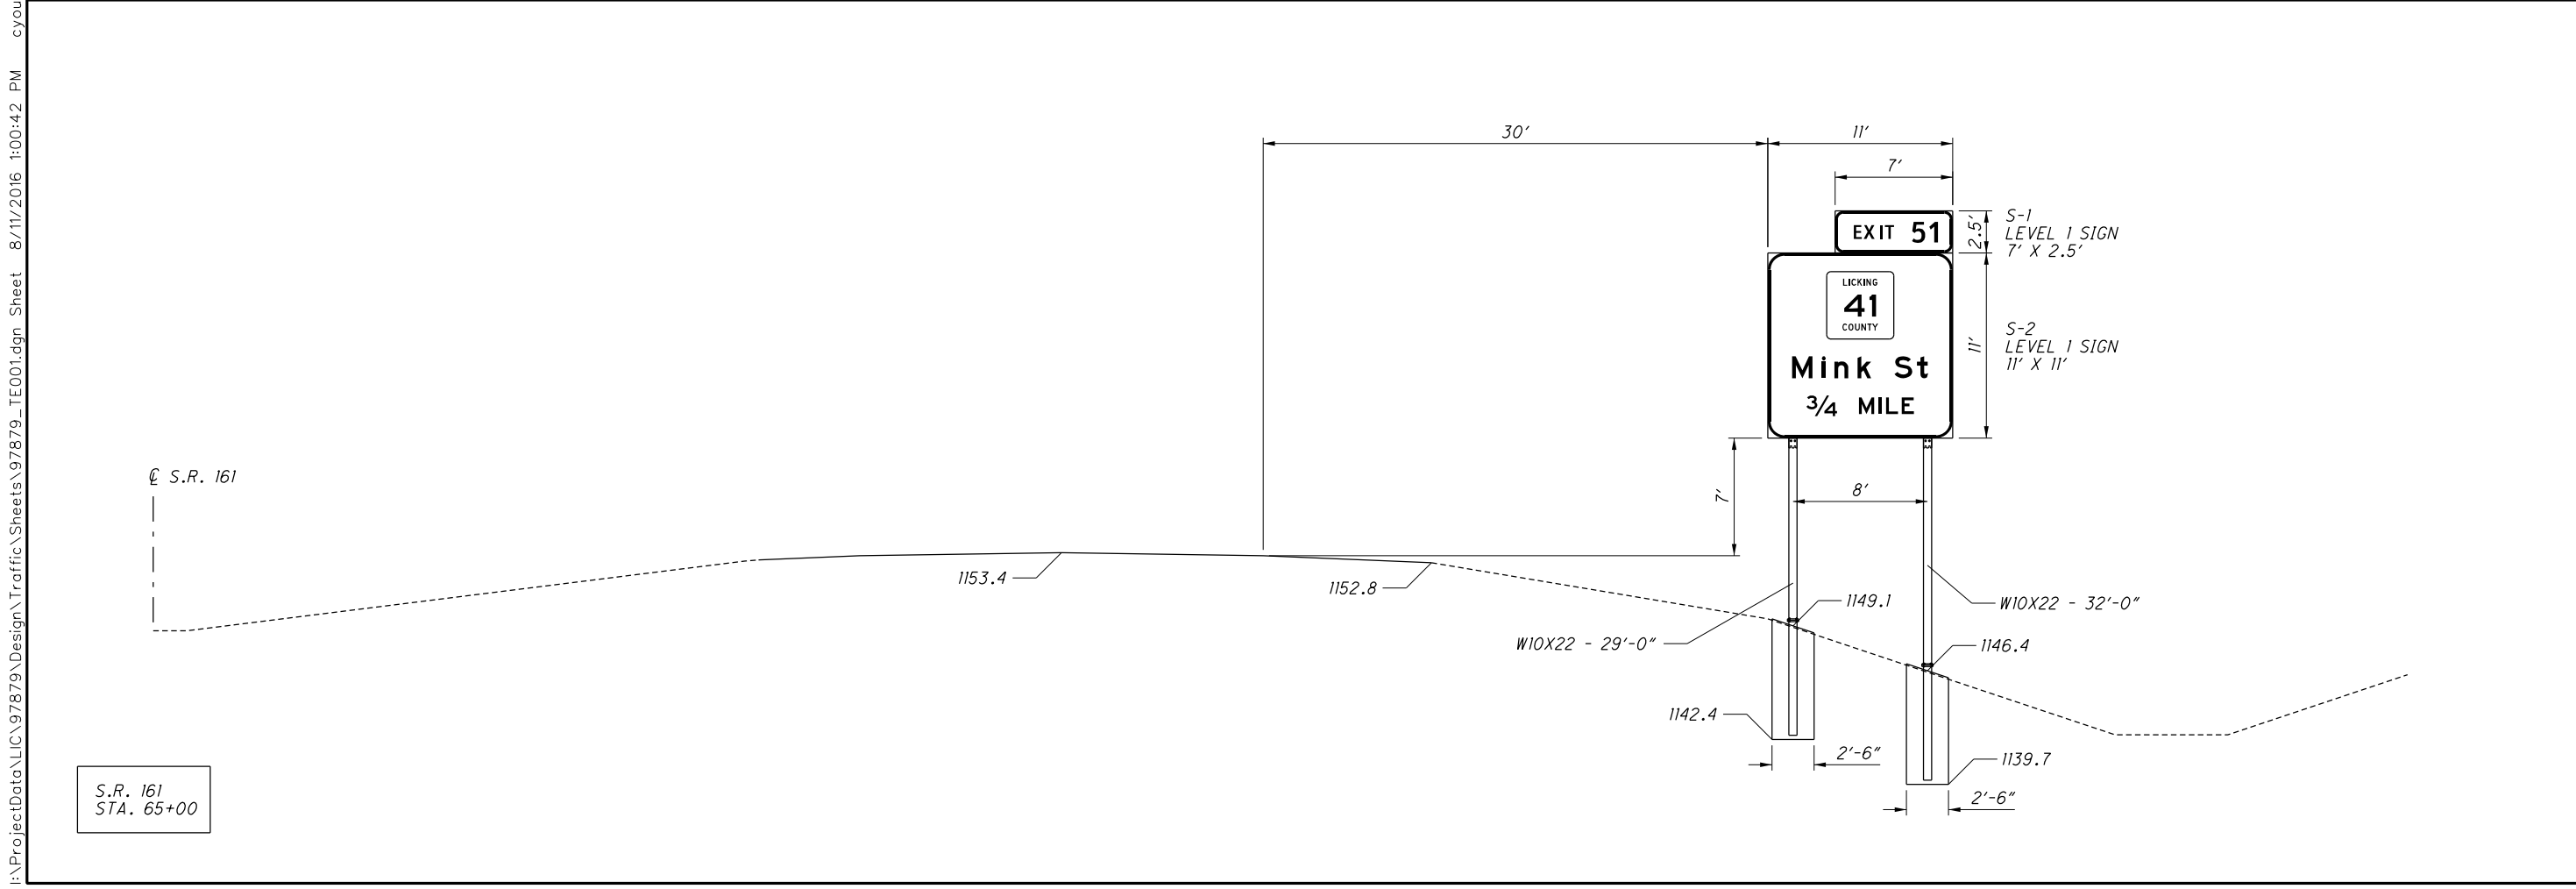 I:\ProjectData\LIC\97879\Design\Traffic\Sheets\97879_TE001.dgn Sheet 8/11/2016 1:00:42 PM cyou
30'
11'
7'
EXIT 51
2.5'
S-1
LEVEL 1 SIGN
7' X 2.5'
LICKING
41
COUNTY
Mink St
3/4 MILE
11'
S-2
LEVEL 1 SIGN
11' X 11'
℄ S.R. 161
7'
8'
1153.4
1152.8
1149.1
W10X22 - 32'-0"
W10X22 - 29'-0"
1146.4
1142.4
2'-6"
1139.7
2'-6"
S.R. 161
STA. 65+00